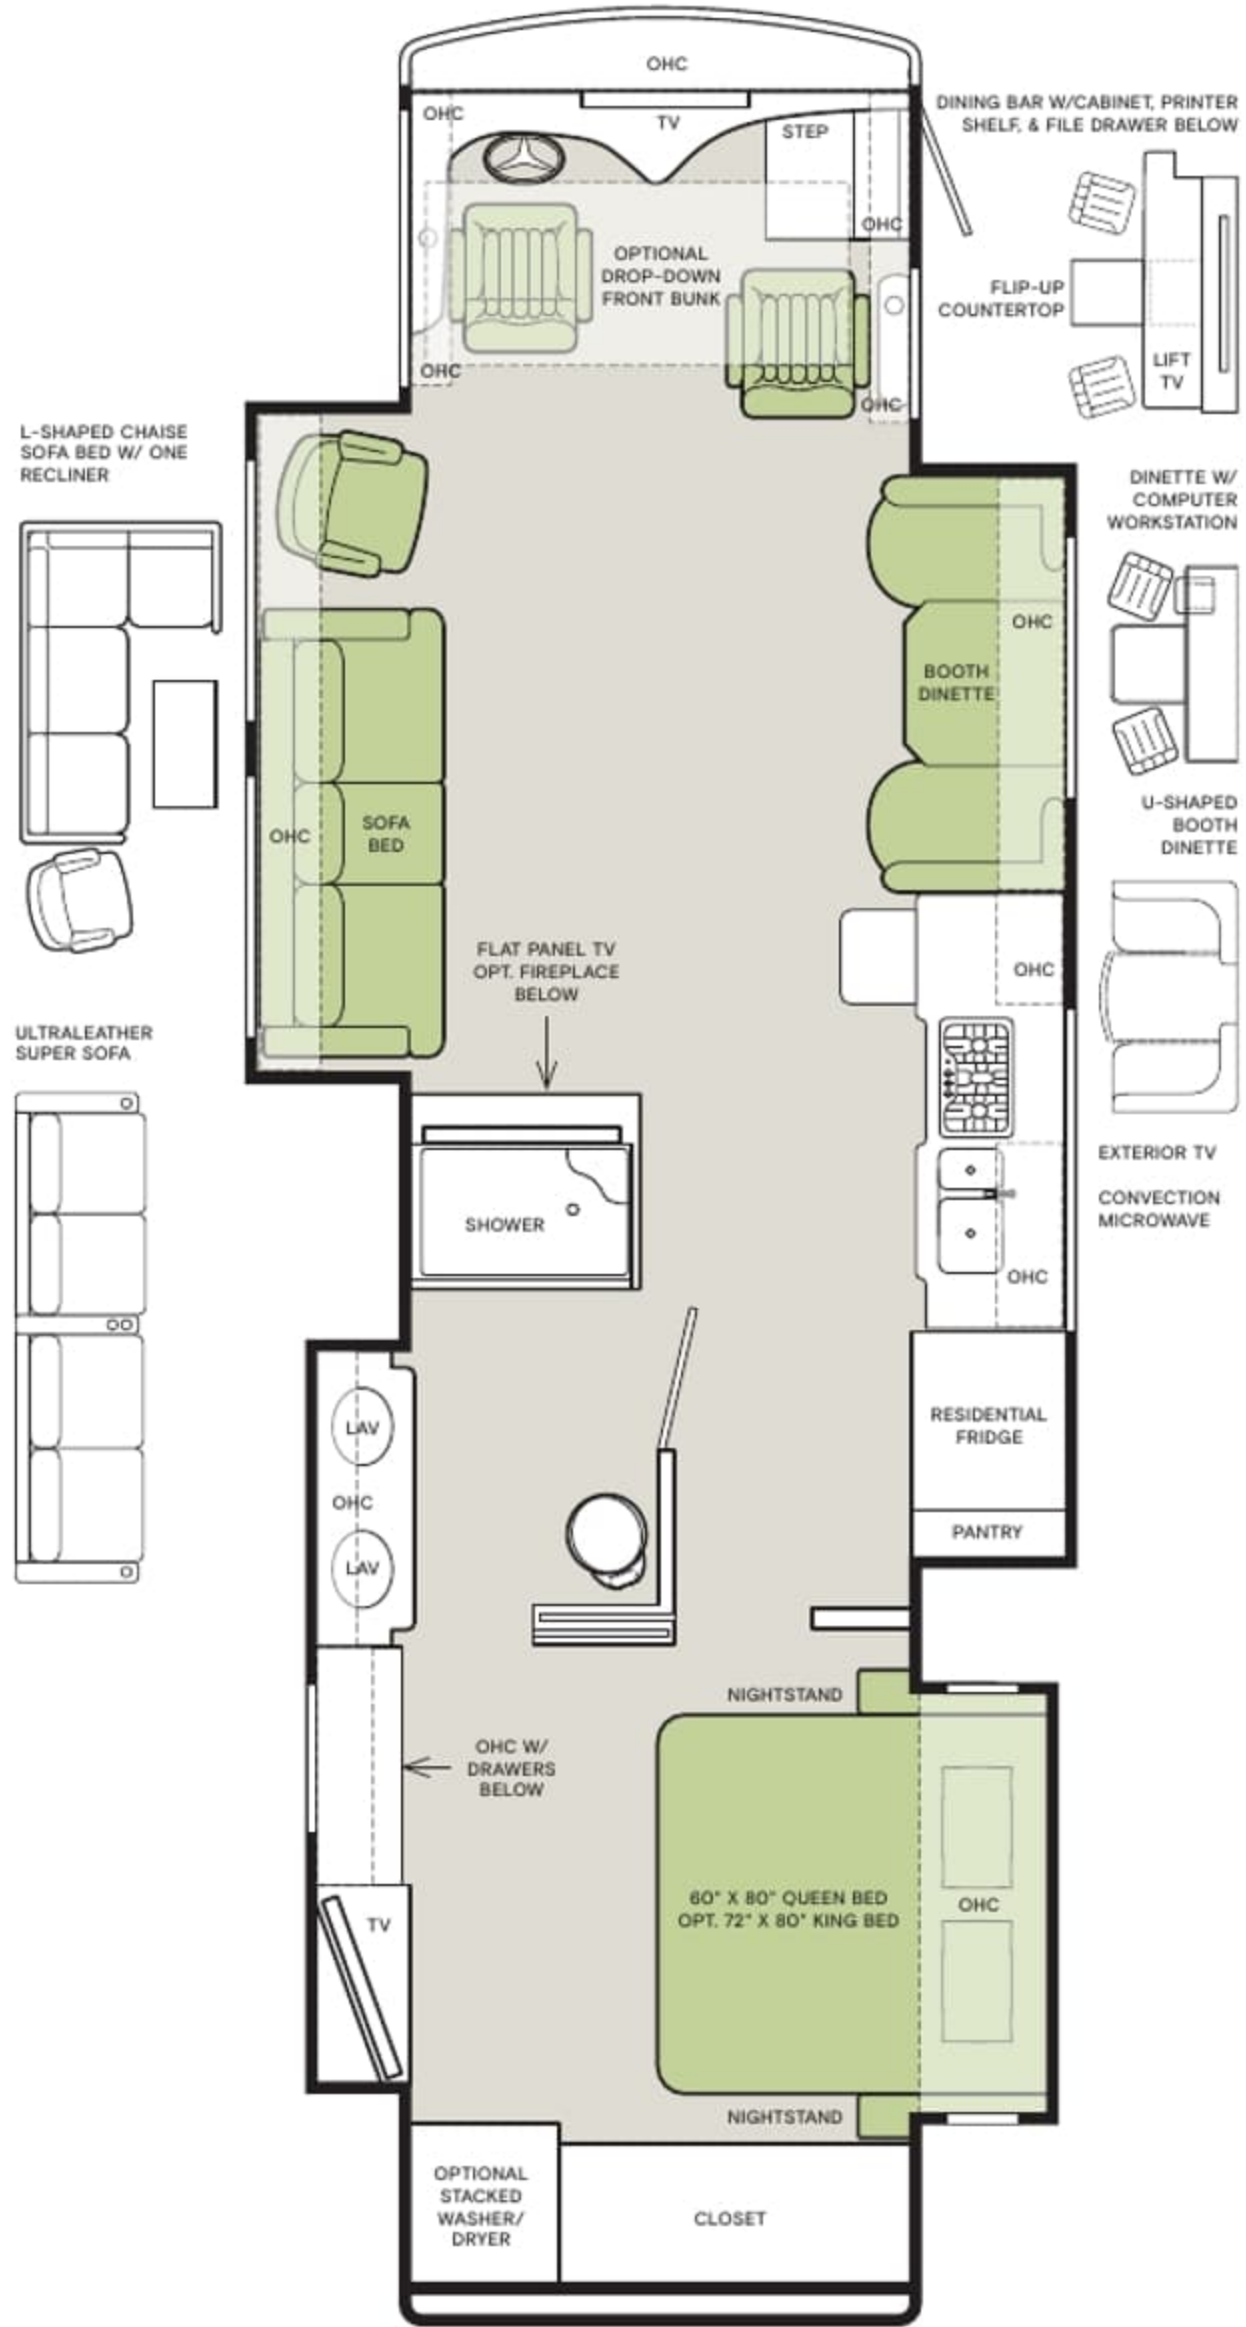 OHC
OHC
TV
STEP
OHC
OPTIONAL
DROP-DOWN
FRONT BUNK
OHC
OHC
DINING BAR W/CABINET, PRINTER
SHELF, & FILE DRAWER BELOW
FLIP-UP
COUNTERTOP
LIFT
TV
L-SHAPED CHAISE
SOFA BED W/ ONE
RECLINER
DINETTE W/
COMPUTER
WORKSTATION
OHC
BOOTH
DINETTE
OHC
SOFA
BED
U-SHAPED
BOOTH
DINETTE
FLAT PANEL TV
OPT. FIREPLACE
BELOW
OHC
ULTRALEATHER
SUPER SOFA
EXTERIOR TV
CONVECTION
MICROWAVE
SHOWER
OHC
LAV
OHC
LAV
RESIDENTIAL
FRIDGE
PANTRY
NIGHTSTAND
OHC W/
DRAWERS
BELOW
60" X 80" QUEEN BED
OPT. 72" X 80" KING BED
OHC
TV
NIGHTSTAND
OPTIONAL
STACKED
WASHER/
DRYER
CLOSET